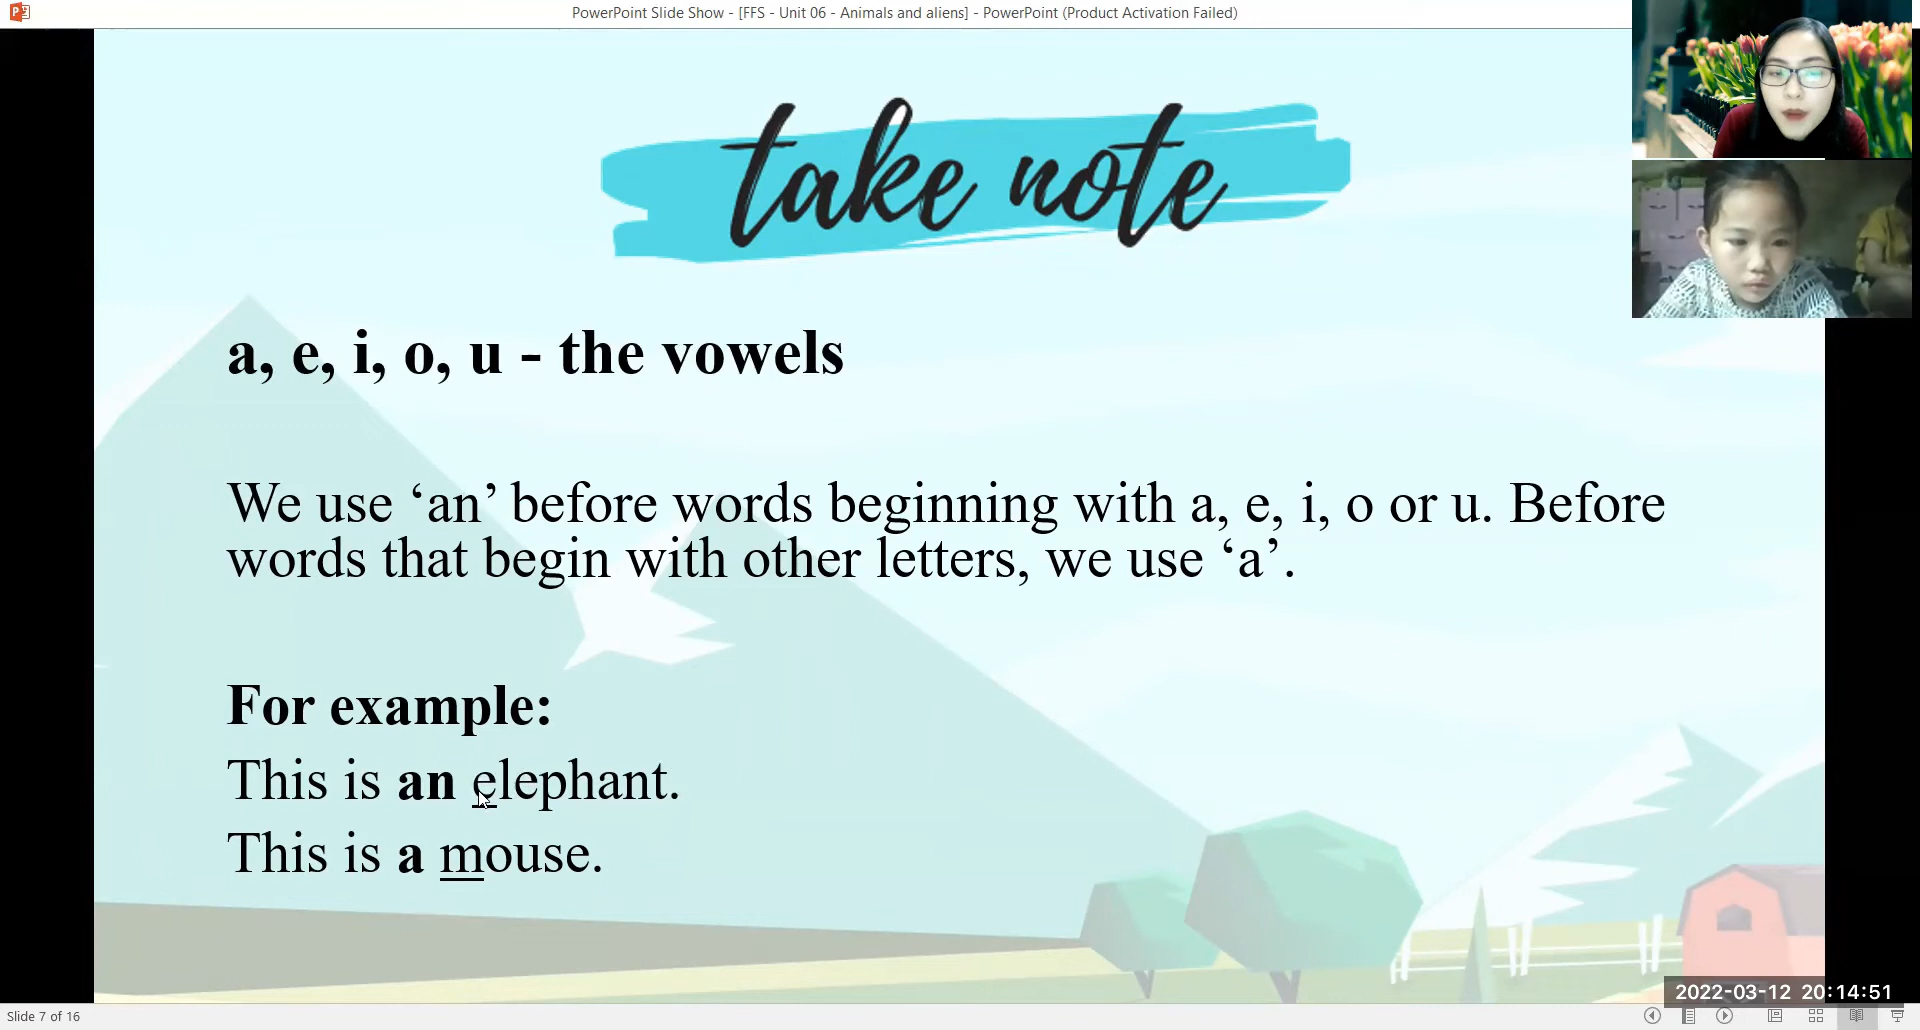 PowerPoint Slide Show - [FFS - Unit 06 - Animals and aliens] - PowerPoint (Product Activation Failed)
take note
a, e, i, o, u - the vowels
We use ‘an’ before words beginning with a, e, i, o or u. Before
words that begin with other letters, we use ‘a’.
For example:
This is an elephant.
This is a mouse.
2022-03-12 20:14:51
Slide 7 of 16